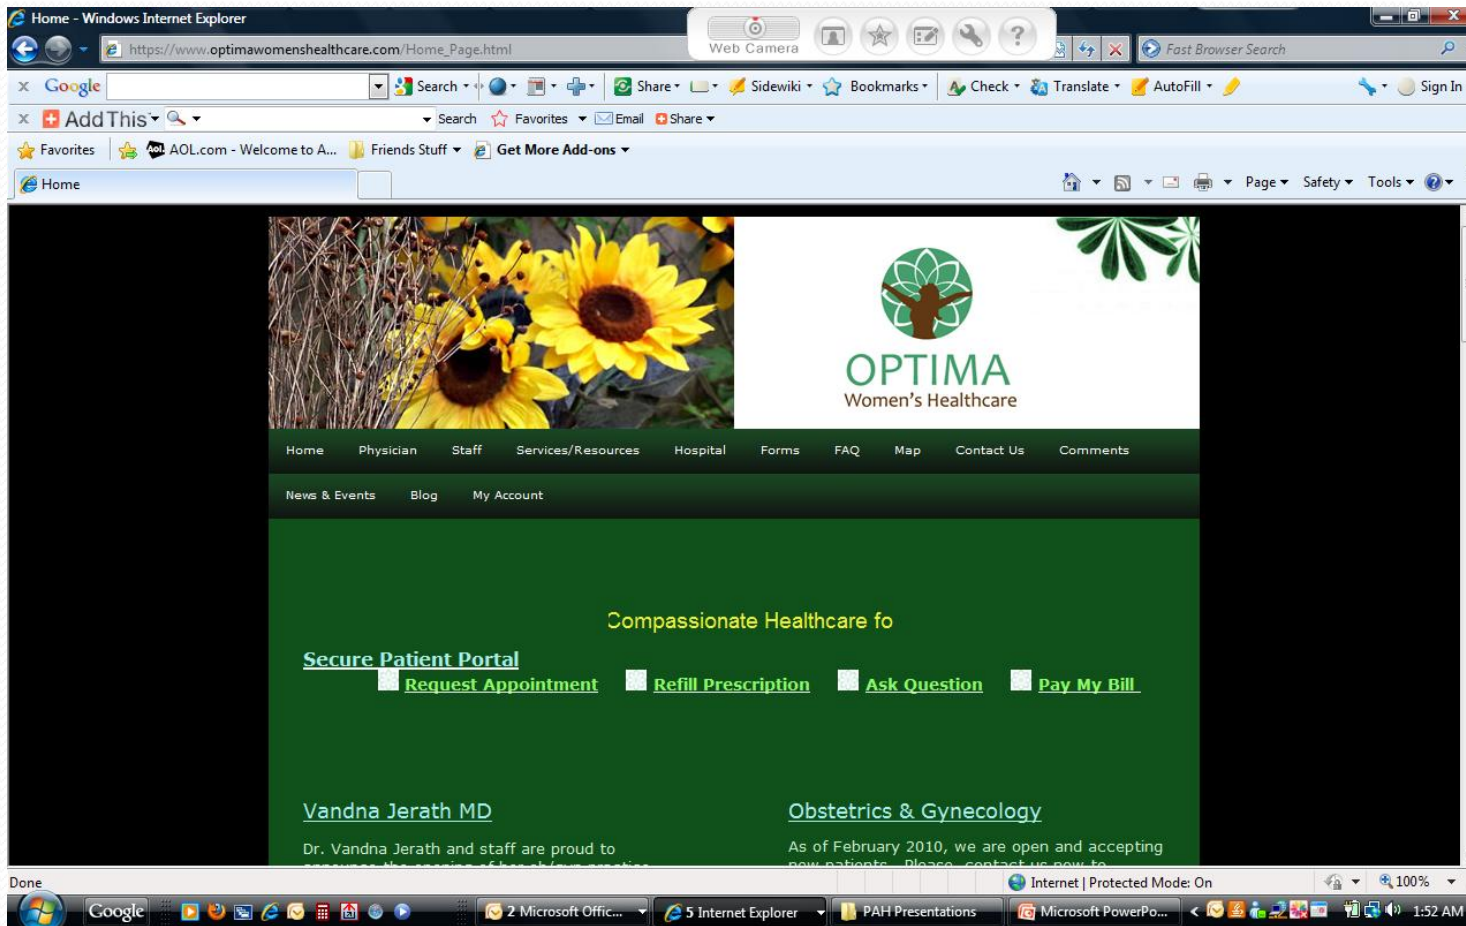 Home - Windows Internet Explorer
Web Camera
https://www.optimawomenshealthcare.com/Home_Page.html
Fast Browser Search
x Google Search Share Sidewiki Bookmarks Check Translate AutoFill Sign In
x AddThis Search Favorites Email Share
Favorites AOL.com - Welcome to A... Friends Stuff Get More Add-ons
Home Page Safety Tools
OPTIMA
Women's Healthcare
Home Physician Staff Services/Resources Hospital Forms FAQ Map Contact Us Comments
News & Events Blog My Account
Compassionate Healthcare fo
Secure Patient Portal
Request Appointment Refill Prescription Ask Question Pay My Bill
Vandna Jerath MD Obstetrics & Gynecology
Dr. Vandna Jerath and staff are proud to
As of February 2010, we are open and accepting
Done Internet | Protected Mode: On 100%
Google 2 Microsoft Offic... 5 Internet Explorer PAH Presentations Microsoft PowerPo... 1:52 AM